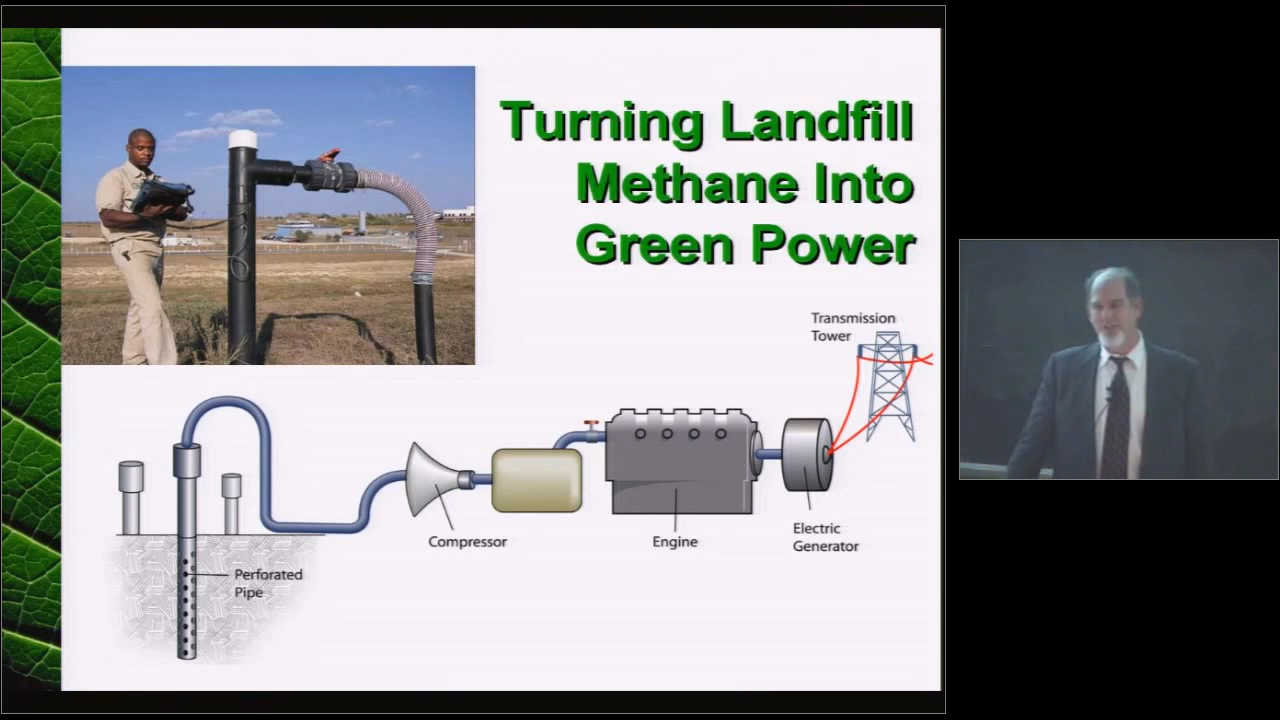 Turning Landfill
Methane Into
Green Power
Transmission
Tower
Compressor
Engine
Electric
Generator
Perforated
Pipe